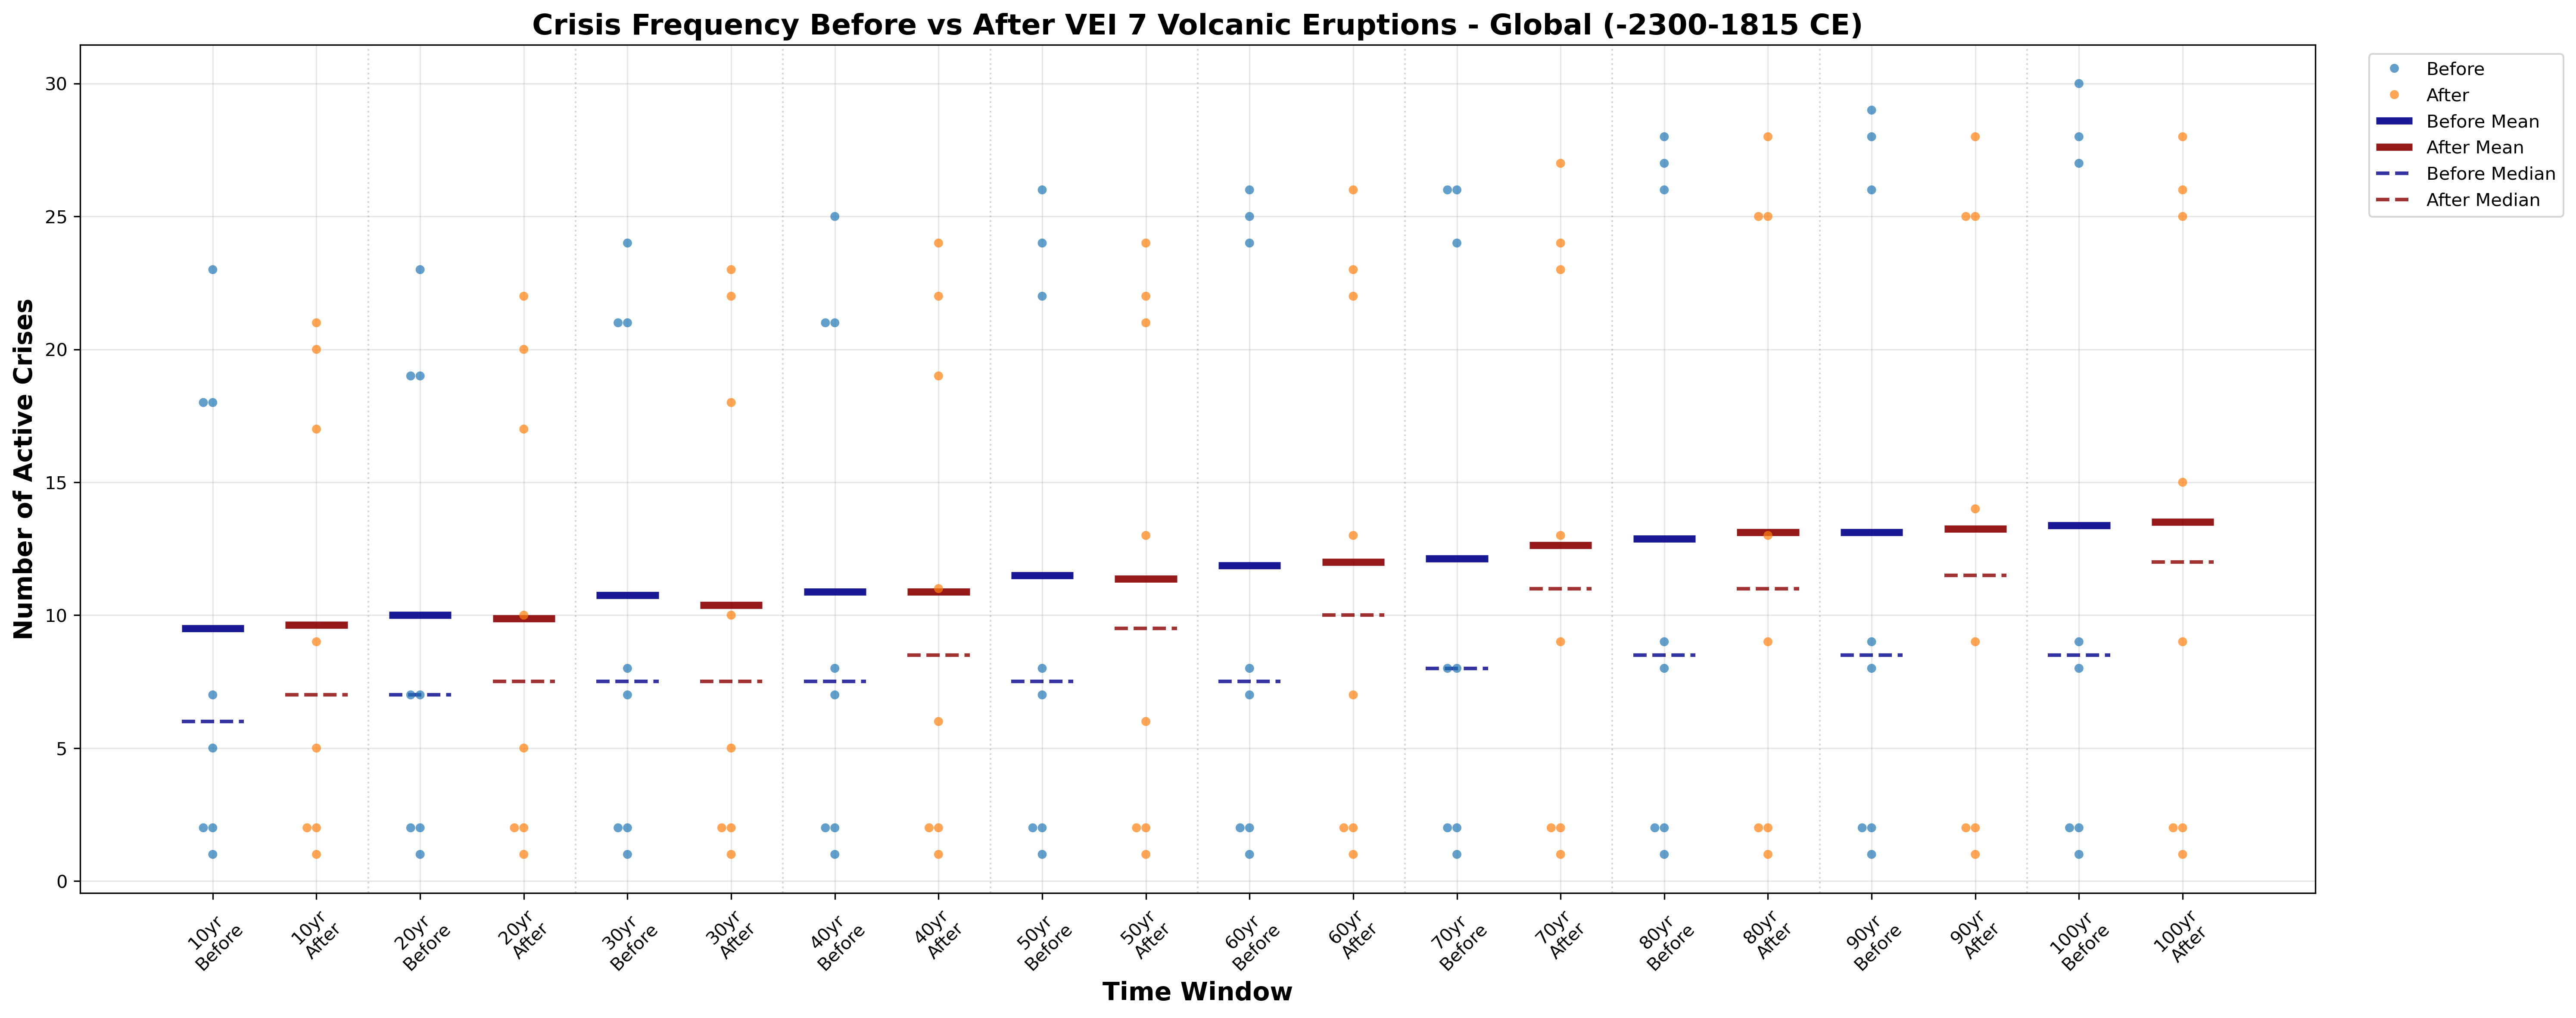 Crisis Frequency Before vs After VEI 7 Volcanic Eruptions - Global (-2300-1815 CE)
Number of Active Crises
30
25
20
15
10
5
0
10yr
Before
10yr
After
20yr
Before
20yr
After
30yr
Before
30yr
After
40yr
Before
40yr
After
50yr
Before
50yr
After
60yr
Before
60yr
After
70yr
Before
70yr
After
80yr
Before
80yr
After
90yr
Before
90yr
After
100yr
Before
100yr
After
Time Window
Before
After
Before Mean
After Mean
Before Median
After Median